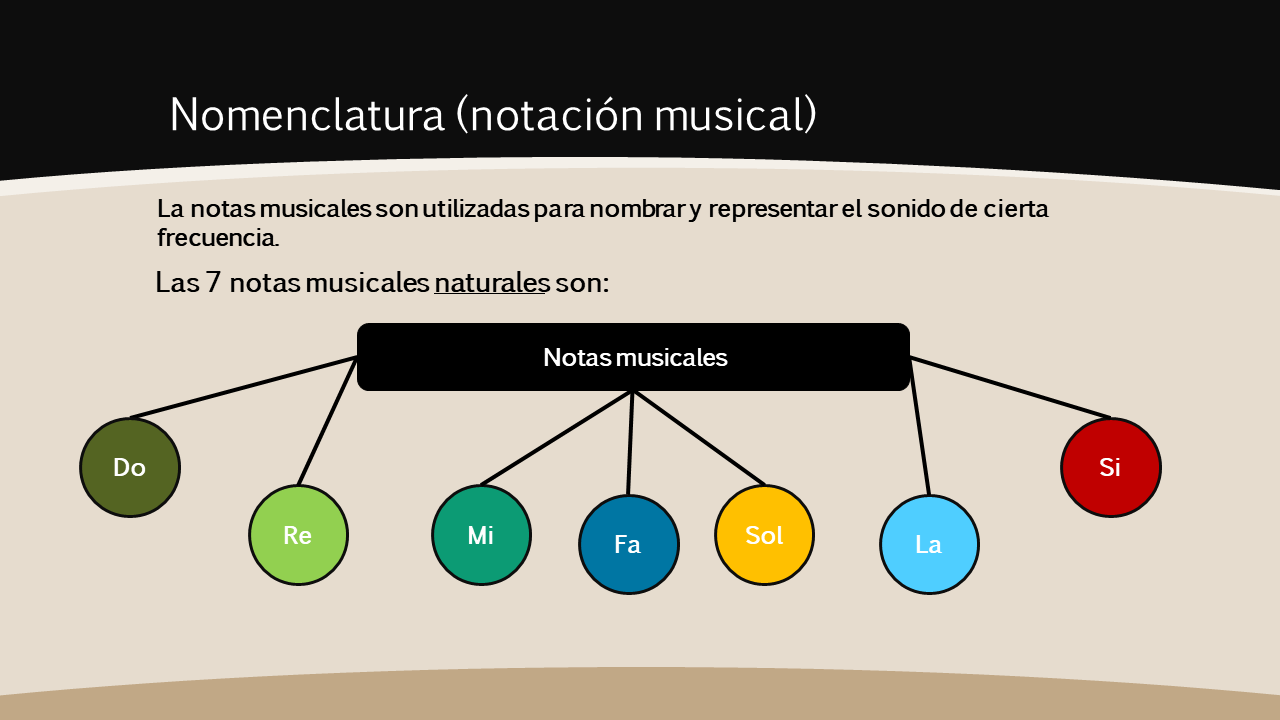 Nomenclatura (notación musical)
La notas musicales son utilizadas para nombrar y representar el sonido de cierta
frecuencia.
Las 7 notas musicales naturales son:
Notas musicales
Do
Re
Mi
Fa
Sol
La
Si